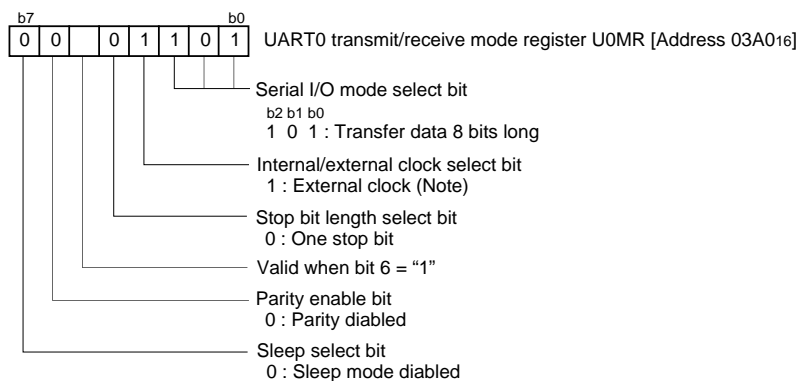 b7 b0
0 0 0 1 1 0 1 UART0 transmit/receive mode register U0MR [Address 03A016]
Serial I/O mode select bit
b2 b1 b0
1 0 1 : Transfer data 8 bits long
Internal/external clock select bit
1 : External clock (Note)
Stop bit length select bit
0 : One stop bit
Valid when bit 6 = “1”
Parity enable bit
0 : Parity diabled
Sleep select bit
0 : Sleep mode diabled